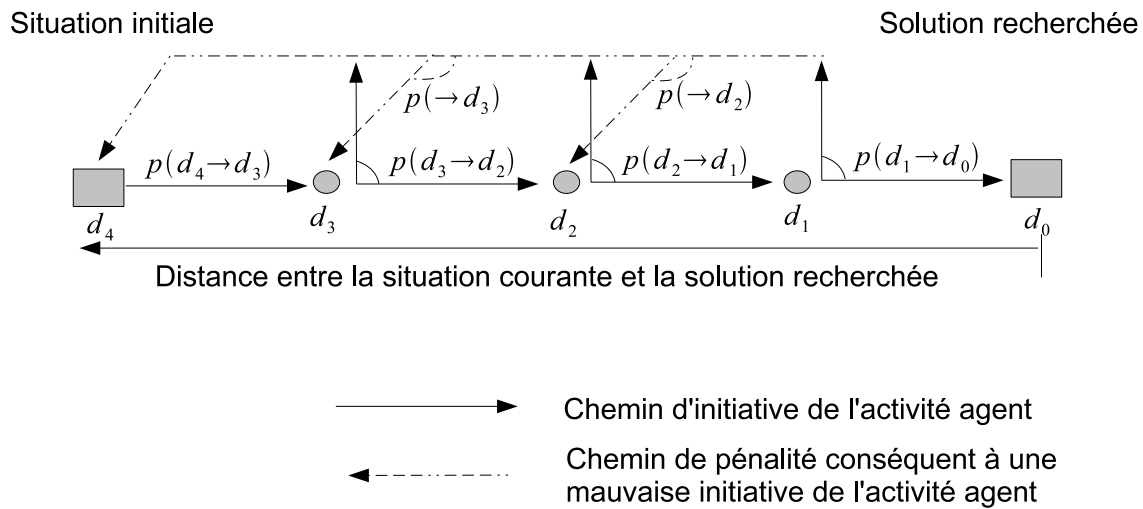 Situation initiale
Solution recherchée
p(→d₃)
p(→d₂)
p(d₄→d₃)
p(d₃→d₂)
p(d₂→d₁)
p(d₁→d₀)
d₄
d₃
d₂
d₁
d₀
Distance entre la situation courante et la solution recherchée
Chemin d'initiative de l'activité agent
Chemin de pénalité conséquent à une
mauvaise initiative de l'activité agent